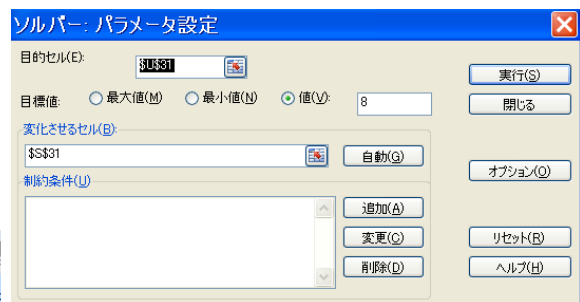 ソルバー: パラメータ設定
目的セル(E):
$U$31
実行(S)
目標値:
最大値(M)
最小値(N)
値(V):
8
閉じる
変化させるセル(B):
$S$31
自動(G)
オプション(O)
制約条件(U)
追加(A)
変更(C)
リセット(R)
削除(D)
ヘルプ(H)